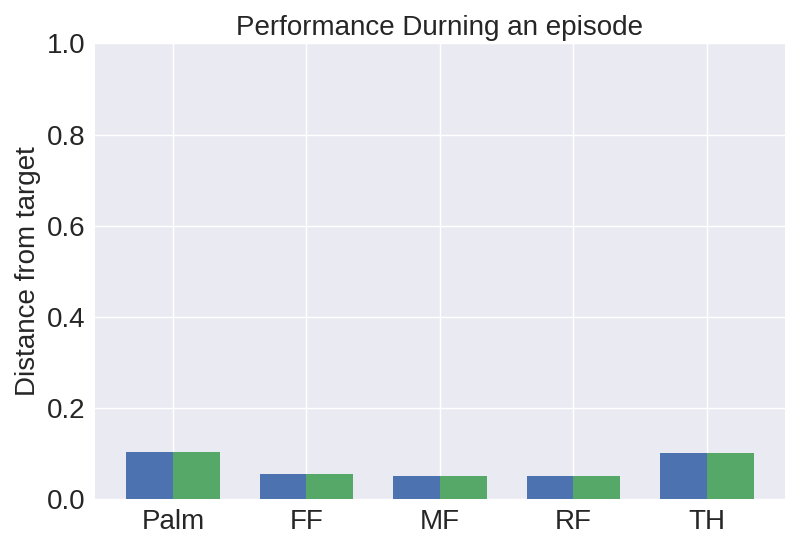 Performance Durning an episode
1.0
0.8
0.6
0.4
0.2
0.0
Distance from target
Palm FF MF RF TH